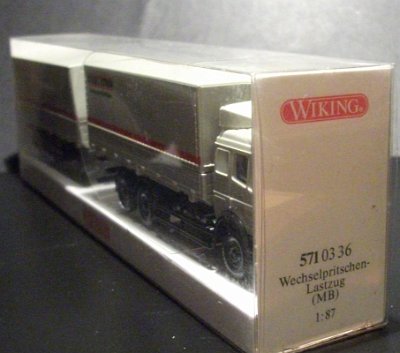 WIKING
571 03 36
Wechselpritschen-
Lastzug
(MB)
1:87